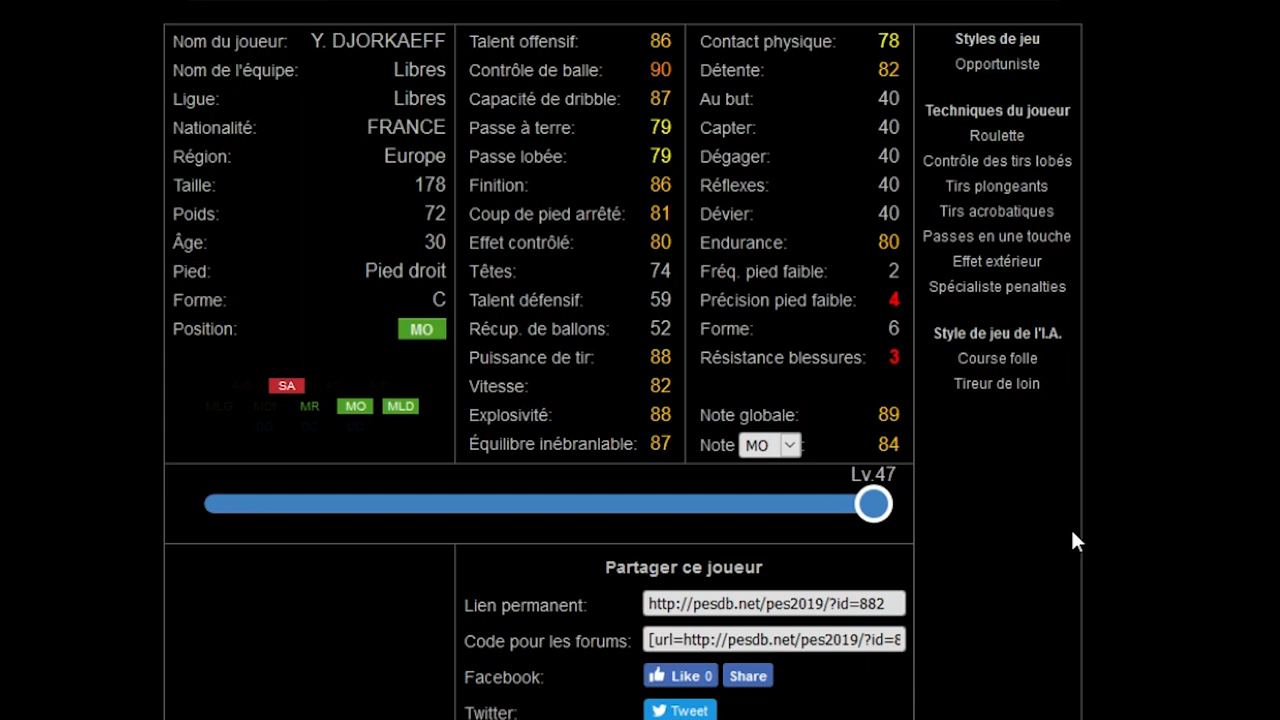 Nom du joueur: Y. DJORKAEFF
Nom de l'équipe: Libres
Ligue: Libres
Nationalité: FRANCE
Région: Europe
Taille: 178
Poids: 72
Âge: 30
Pied: Pied droit
Forme: C
Position: MO
SA
MLG MDF MR MO MLD
DG DC DD
Talent offensif: 86
Contrôle de balle: 90
Capacité de dribble: 87
Passe à terre: 79
Passe lobée: 79
Finition: 86
Coup de pied arrêté: 81
Effet contrôlé: 80
Têtes: 74
Talent défensif: 59
Récup. de ballons: 52
Puissance de tir: 88
Vitesse: 82
Explosivité: 88
Équilibre inébranlable: 87
Contact physique: 78
Détente: 82
Au but: 40
Capter: 40
Dégager: 40
Réflexes: 40
Dévier: 40
Endurance: 80
Fréq. pied faible: 2
Précision pied faible: 4
Forme: 6
Résistance blessures: 3
Note globale: 89
Note MO : 84
Styles de jeu
Opportuniste
Techniques du joueur
Roulette
Contrôle des tirs lobés
Tirs plongeants
Tirs acrobatiques
Passes en une touche
Effet extérieur
Spécialiste penalties
Style de jeu de l'I.A.
Course folle
Tireur de loin
Lv.47
Partager ce joueur
Lien permanent: http://pesdb.net/pes2019/?id=882
Code pour les forums: [url=http://pesdb.net/pes2019/?id=8
Facebook: Like 0 Share
Twitter: Tweet